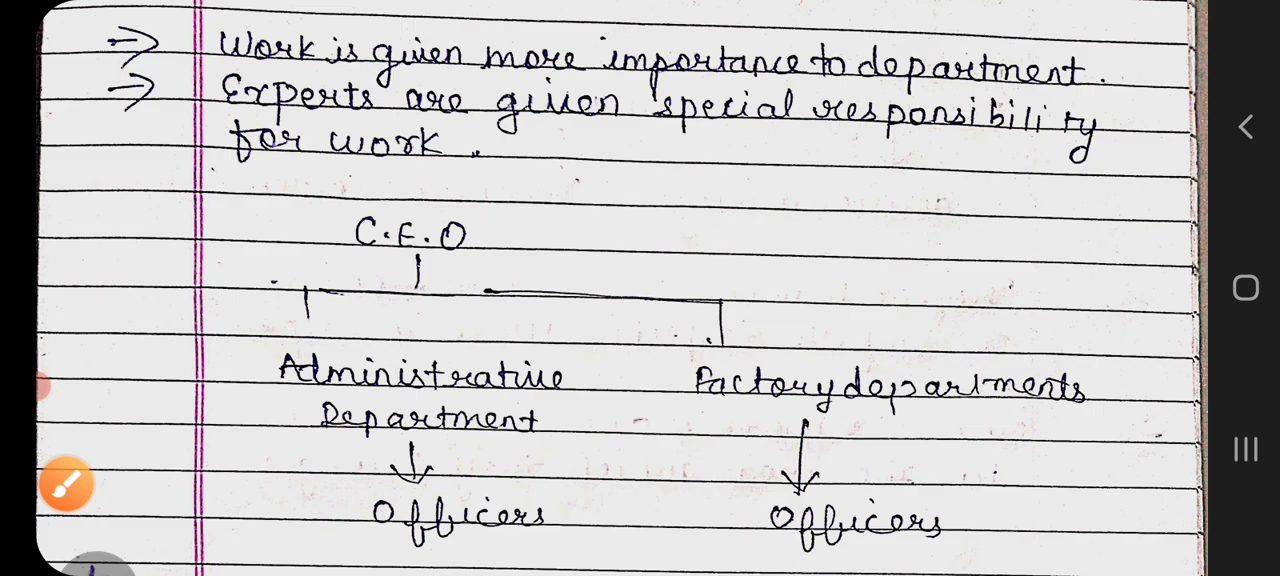 ⇒ Work is given more importance to department.
⇒ Experts are given special responsibility
for work.
C.E.O
Administrative Factory departments
Department
Officers Officers